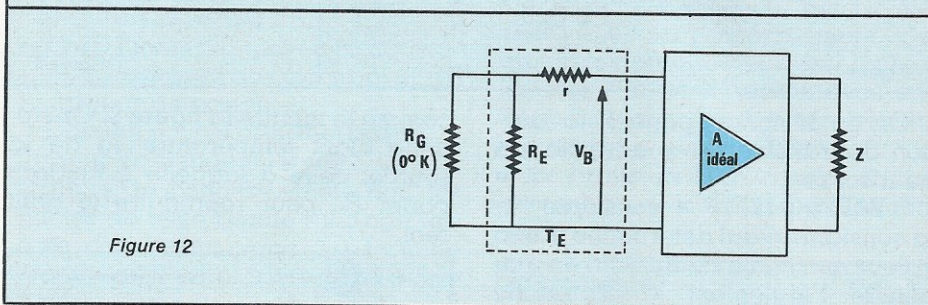 R_G
(0° K)
R_E
r
V_B
T_E
A
idéal
Z
Figure 12